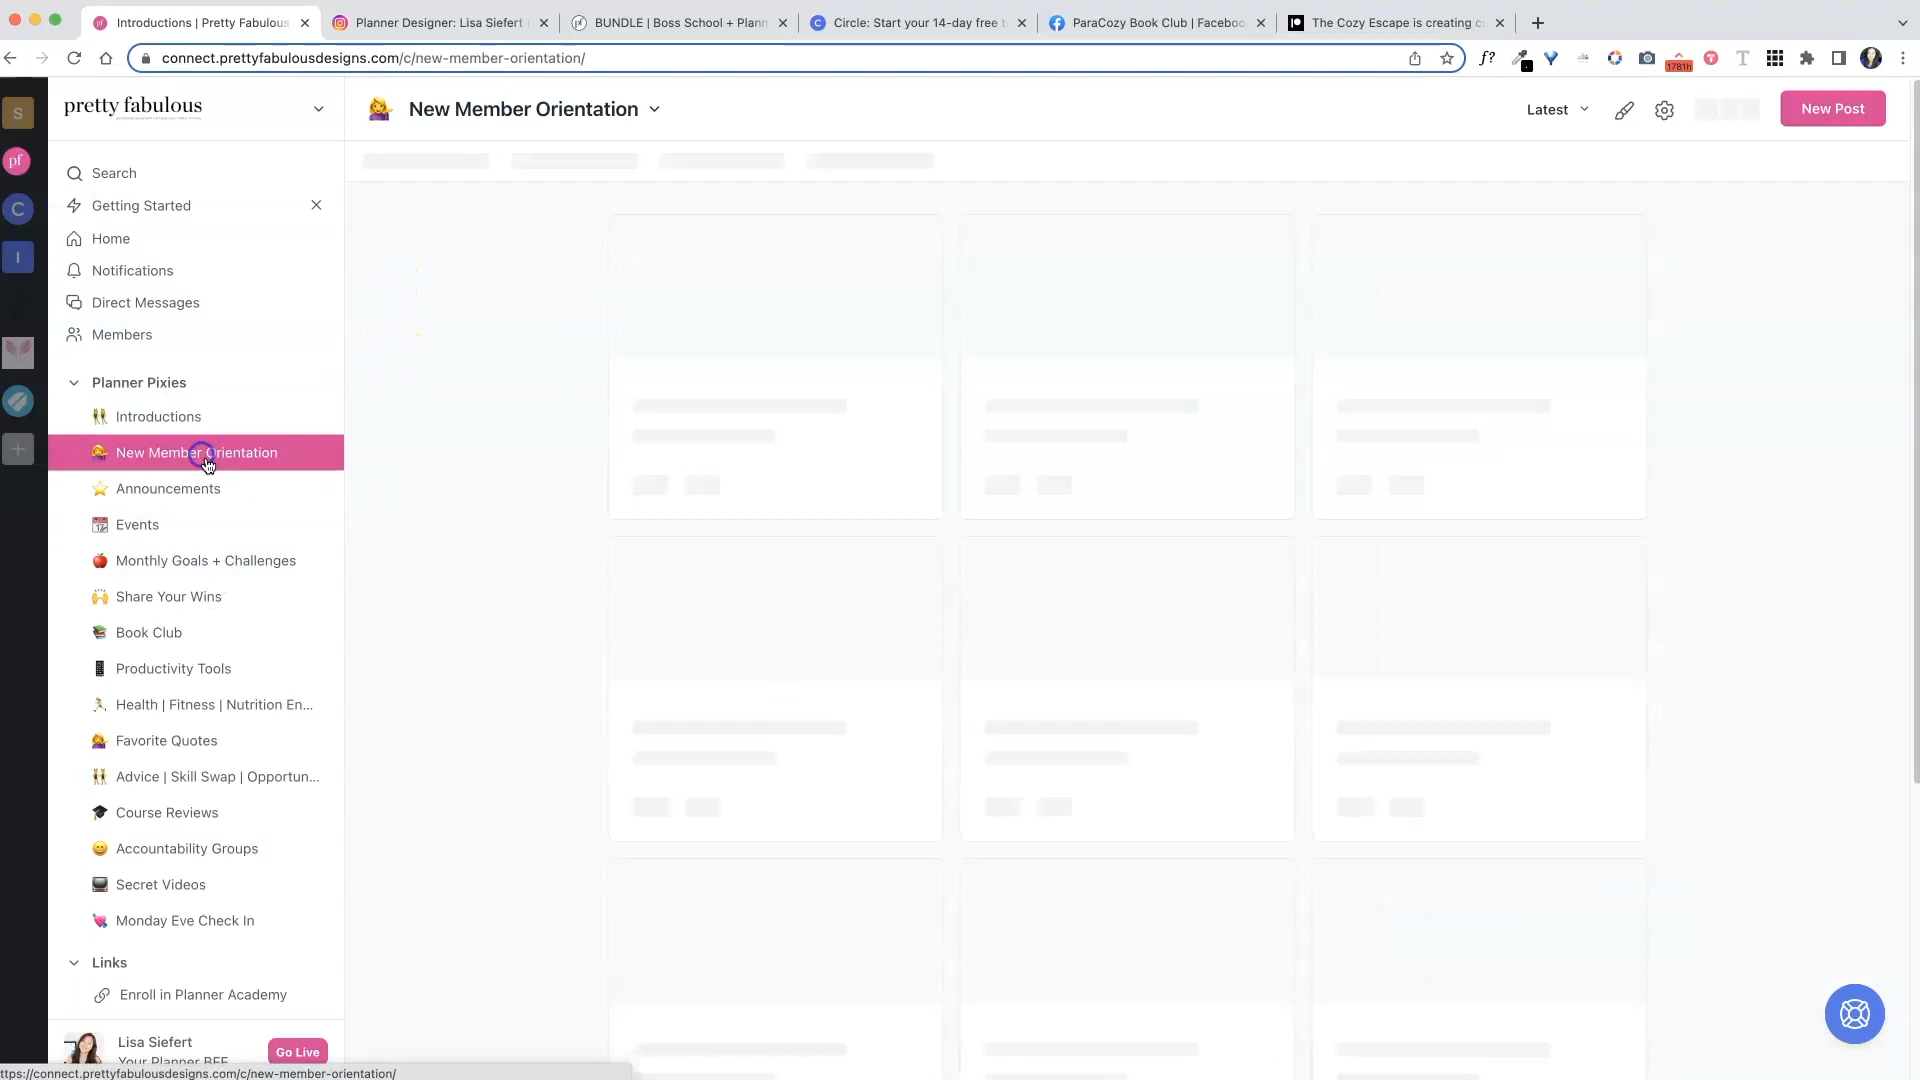 Introductions | Pretty Fabulous
Planner Designer: Lisa Siefert
BUNDLE | Boss School + Plann
Circle: Start your 14-day free t
ParaCozy Book Club | Faceboo
The Cozy Escape is creating c
connect.prettyfabulousdesigns.com/c/new-member-orientation/
f?
1781h
pretty fabulous
New Member Orientation
Latest
New Post
S
pf
C
I
Search
Getting Started
Home
Notifications
Direct Messages
Members
Planner Pixies
Introductions
New Member Orientation
Announcements
Events
Monthly Goals + Challenges
Share Your Wins
Book Club
Productivity Tools
Health | Fitness | Nutrition En...
Favorite Quotes
Advice | Skill Swap | Opportun...
Course Reviews
Accountability Groups
Secret Videos
Monday Eve Check In
Links
Enroll in Planner Academy
Lisa Siefert
Your Planner BFF
Go Live
ttps://connect.prettyfabulousdesigns.com/c/new-member-orientation/